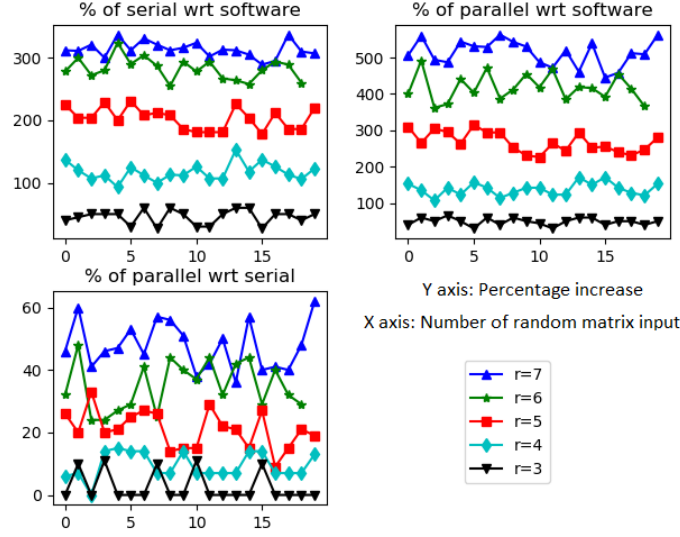 % of serial wrt software
300
200
100
0 5 10 15
% of parallel wrt software
500
400
300
200
100
0 5 10 15
% of parallel wrt serial
60
40
20
0
0 5 10 15
Y axis: Percentage increase
X axis: Number of random matrix input
r=7
r=6
r=5
r=4
r=3